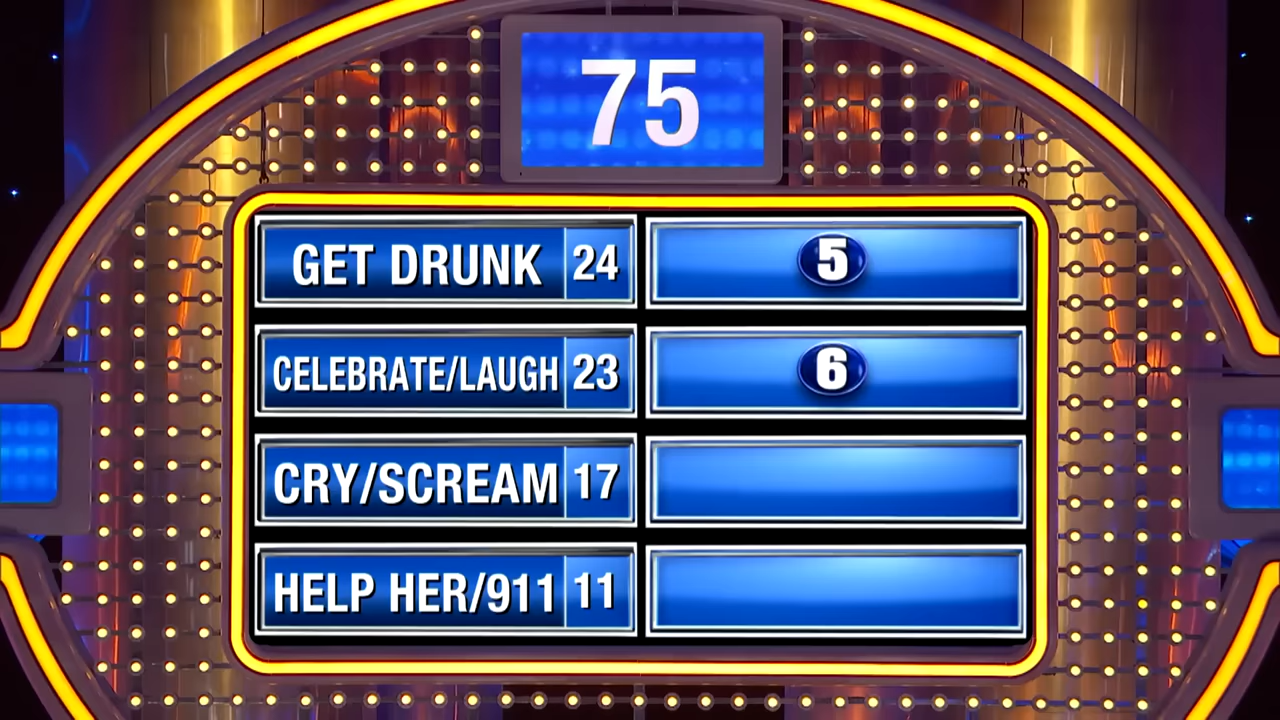 75
GET DRUNK 24
5
CELEBRATE/LAUGH 23
6
CRY/SCREAM 17
HELP HER/911 11